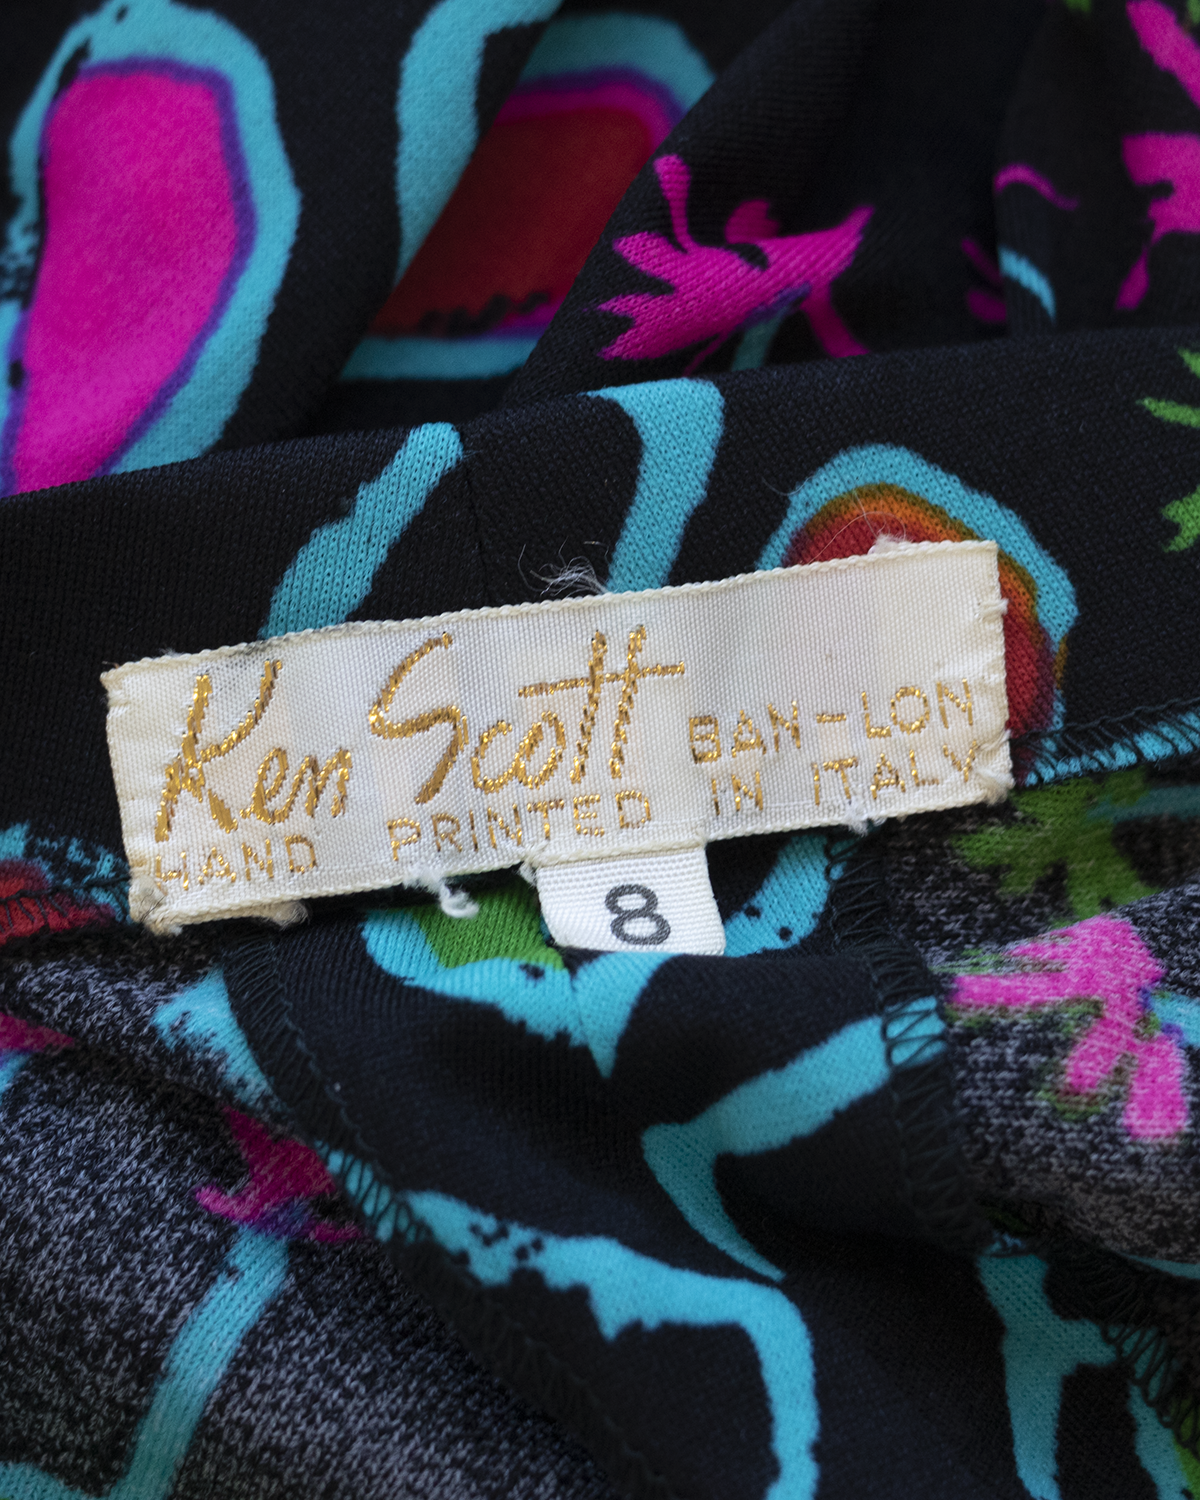 Ken Scott
BAN-LON
HAND PRINTED IN ITALY
8